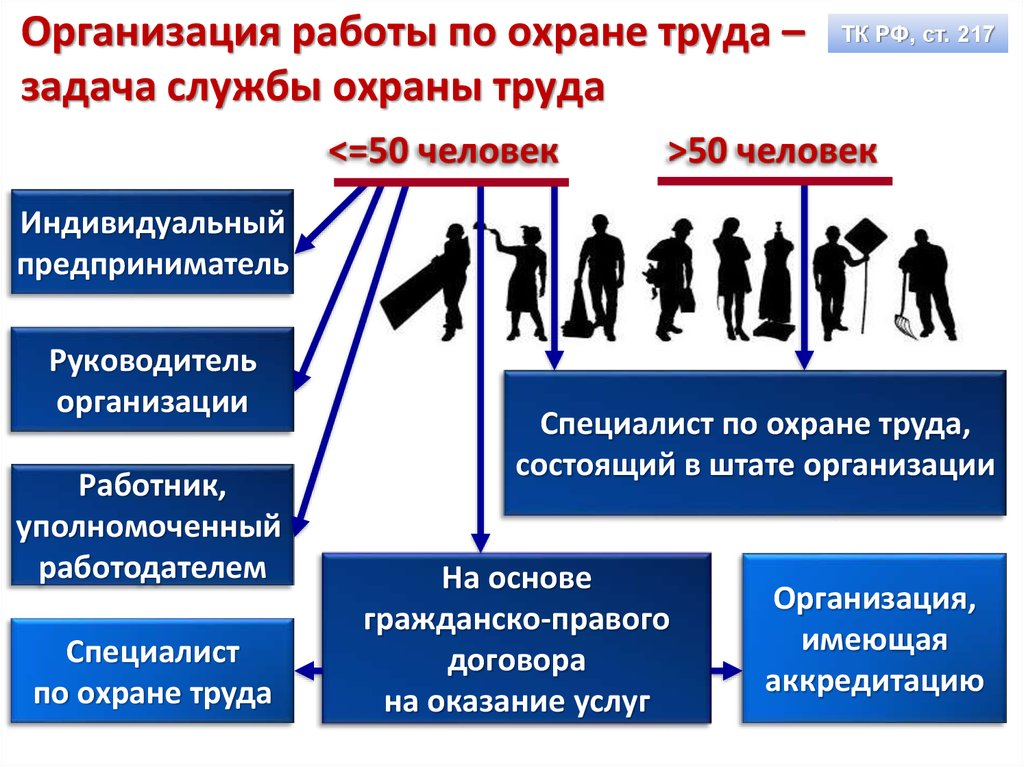 Организация работы по охране труда –
задача службы охраны труда
ТК РФ, ст. 217
<=50 человек
>50 человек
Индивидуальный
предприниматель
Руководитель
организации
Работник,
уполномоченный
работодателем
Специалист по охране труда,
состоящий в штате организации
Специалист
по охране труда
На основе
гражданско-правого
договора
на оказание услуг
Организация,
имеющая
аккредитацию